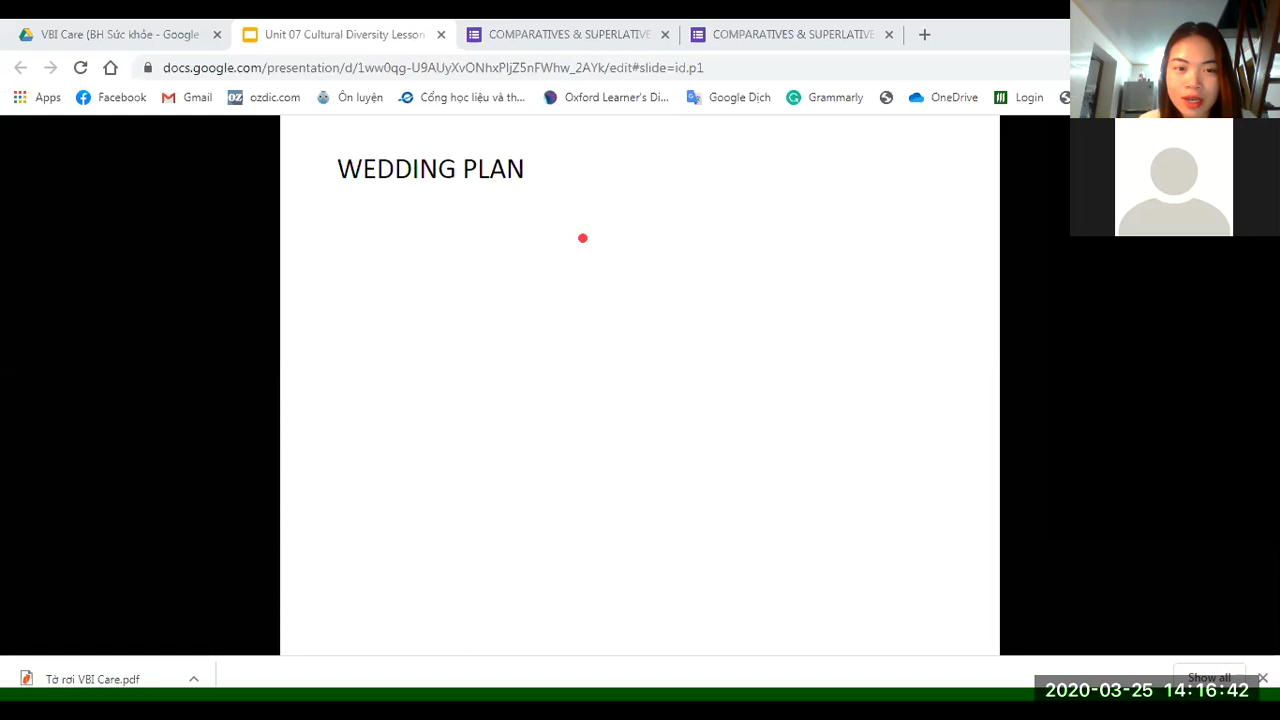 VBI Care (BH Sức khỏe - Google
Unit 07 Cultural Diversity Lesson
COMPARATIVES & SUPERLATIVE
COMPARATIVES & SUPERLATIVE
docs.google.com/presentation/d/1ww0qg-U9AUyXvONhxPljZ5nFWhw_2AYk/edit#slide=id.p1
Apps
Facebook
Gmail
OZ
ozdic.com
Ôn luyện
Cổng học liệu và th...
Oxford Learner's Di...
Google Dịch
Grammarly
OneDrive
Login
WEDDING PLAN
Tờ rơi VBI Care.pdf
Show all
2020-03-25 14:16:42